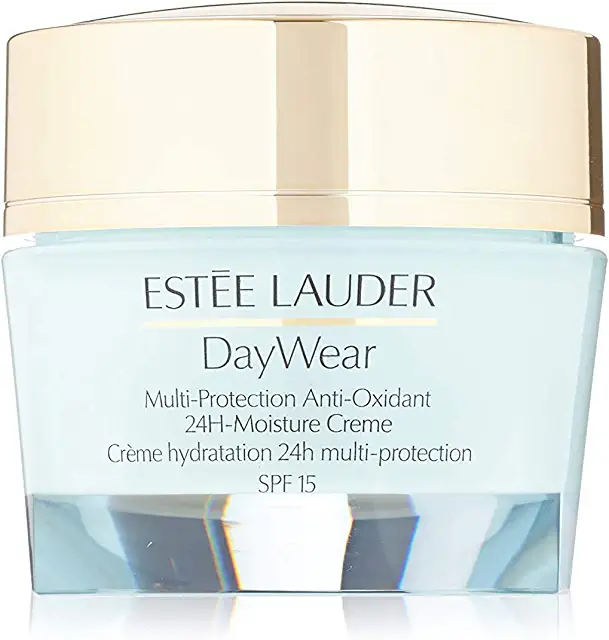 ESTĒE LAUDER
DayWear
Multi-Protection Anti-Oxidant
24H-Moisture Creme
Crème hydratation 24h multi-protection
SPF 15